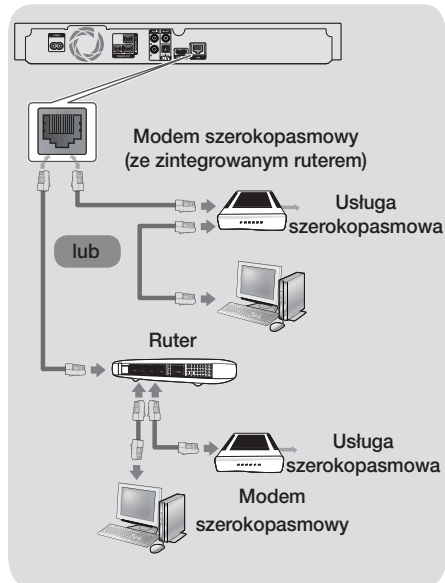 Modem szerokopasmowy
(ze zintegrowanym ruterem)
Usługa
szerokopasmowa
lub
Ruter
Usługa
szerokopasmowa
Modem
szerokopasmowy